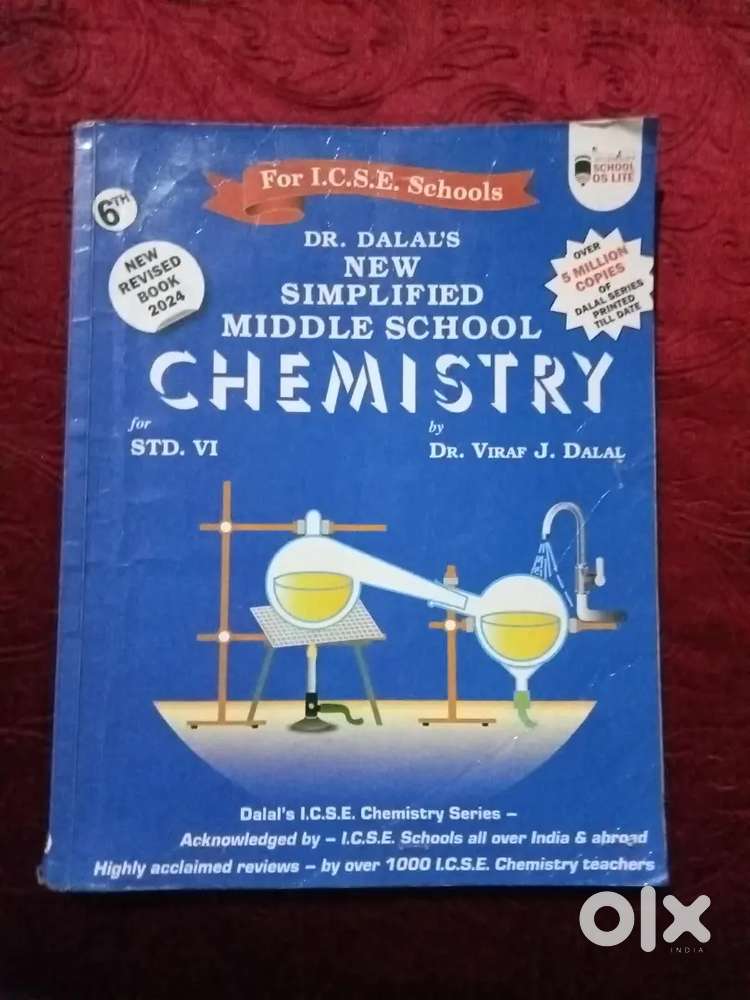 For I.C.S.E. Schools
SCHOOL
OS LITE
6TH
NEW
REVISED
BOOK
2024
DR. DALAL'S
NEW
SIMPLIFIED
MIDDLE SCHOOL
CHEMISTRY
OVER
5 MILLION
COPIES
OF
DALAL SERIES
PRINTED
TILL DATE
for
STD. VI
by
DR. VIRAF J. DALAL
Dalal's I.C.S.E. Chemistry Series –
Acknowledged by – I.C.S.E. Schools all over India & abroad
Highly acclaimed reviews – by over 1000 I.C.S.E. Chemistry teachers
olx
INDIA